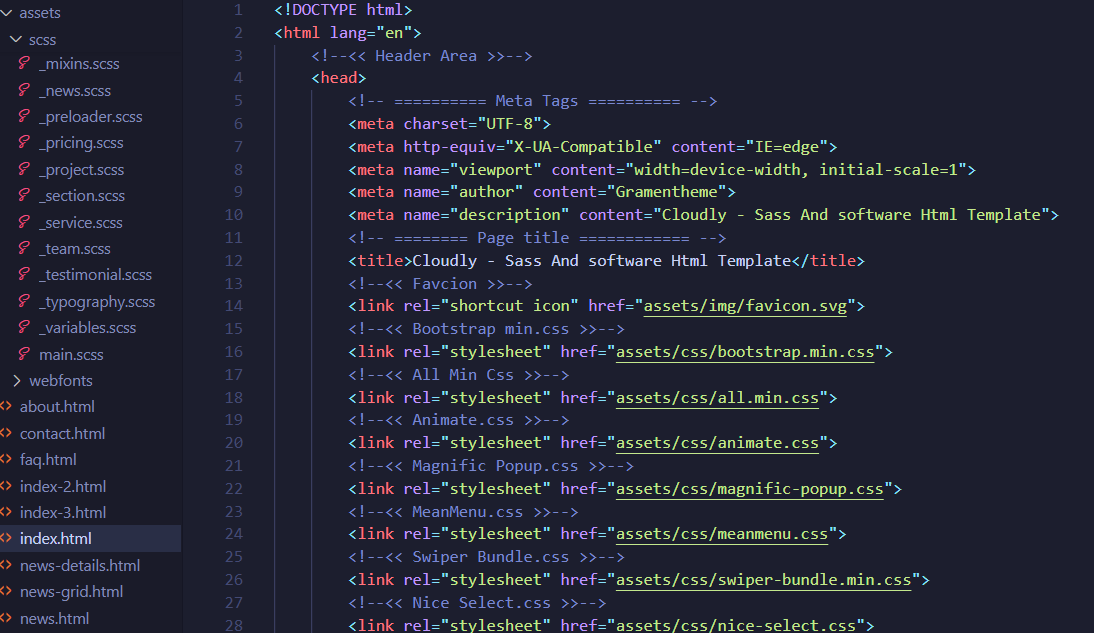 assets
scss
_mixins.scss
_news.scss
_preloader.scss
_pricing.scss
_project.scss
_section.scss
_service.scss
_team.scss
_testimonial.scss
_typography.scss
_variables.scss
main.scss
webfonts
about.html
contact.html
faq.html
index-2.html
index-3.html
index.html
news-details.html
news-grid.html
news.html
1 <!DOCTYPE html>
2 <html lang="en">
3 <!--<< Header Area >>-->
4 <head>
5 <!-- ========== Meta Tags ========== -->
6 <meta charset="UTF-8">
7 <meta http-equiv="X-UA-Compatible" content="IE=edge">
8 <meta name="viewport" content="width=device-width, initial-scale=1">
9 <meta name="author" content="Gramentheme">
10 <meta name="description" content="Cloudly - Sass And software Html Template">
11 <!-- ======== Page title ============ -->
12 <title>Cloudly - Sass And software Html Template</title>
13 <!--<< Favcion >>-->
14 <link rel="shortcut icon" href="assets/img/favicon.svg">
15 <!--<< Bootstrap min.css >>-->
16 <link rel="stylesheet" href="assets/css/bootstrap.min.css">
17 <!--<< All Min Css >>-->
18 <link rel="stylesheet" href="assets/css/all.min.css">
19 <!--<< Animate.css >>-->
20 <link rel="stylesheet" href="assets/css/animate.css">
21 <!--<< Magnific Popup.css >>-->
22 <link rel="stylesheet" href="assets/css/magnific-popup.css">
23 <!--<< MeanMenu.css >>-->
24 <link rel="stylesheet" href="assets/css/meanmenu.css">
25 <!--<< Swiper Bundle.css >>-->
26 <link rel="stylesheet" href="assets/css/swiper-bundle.min.css">
27 <!--<< Nice Select.css >>-->
28 <link rel="stylesheet" href="assets/css/nice-select.css">